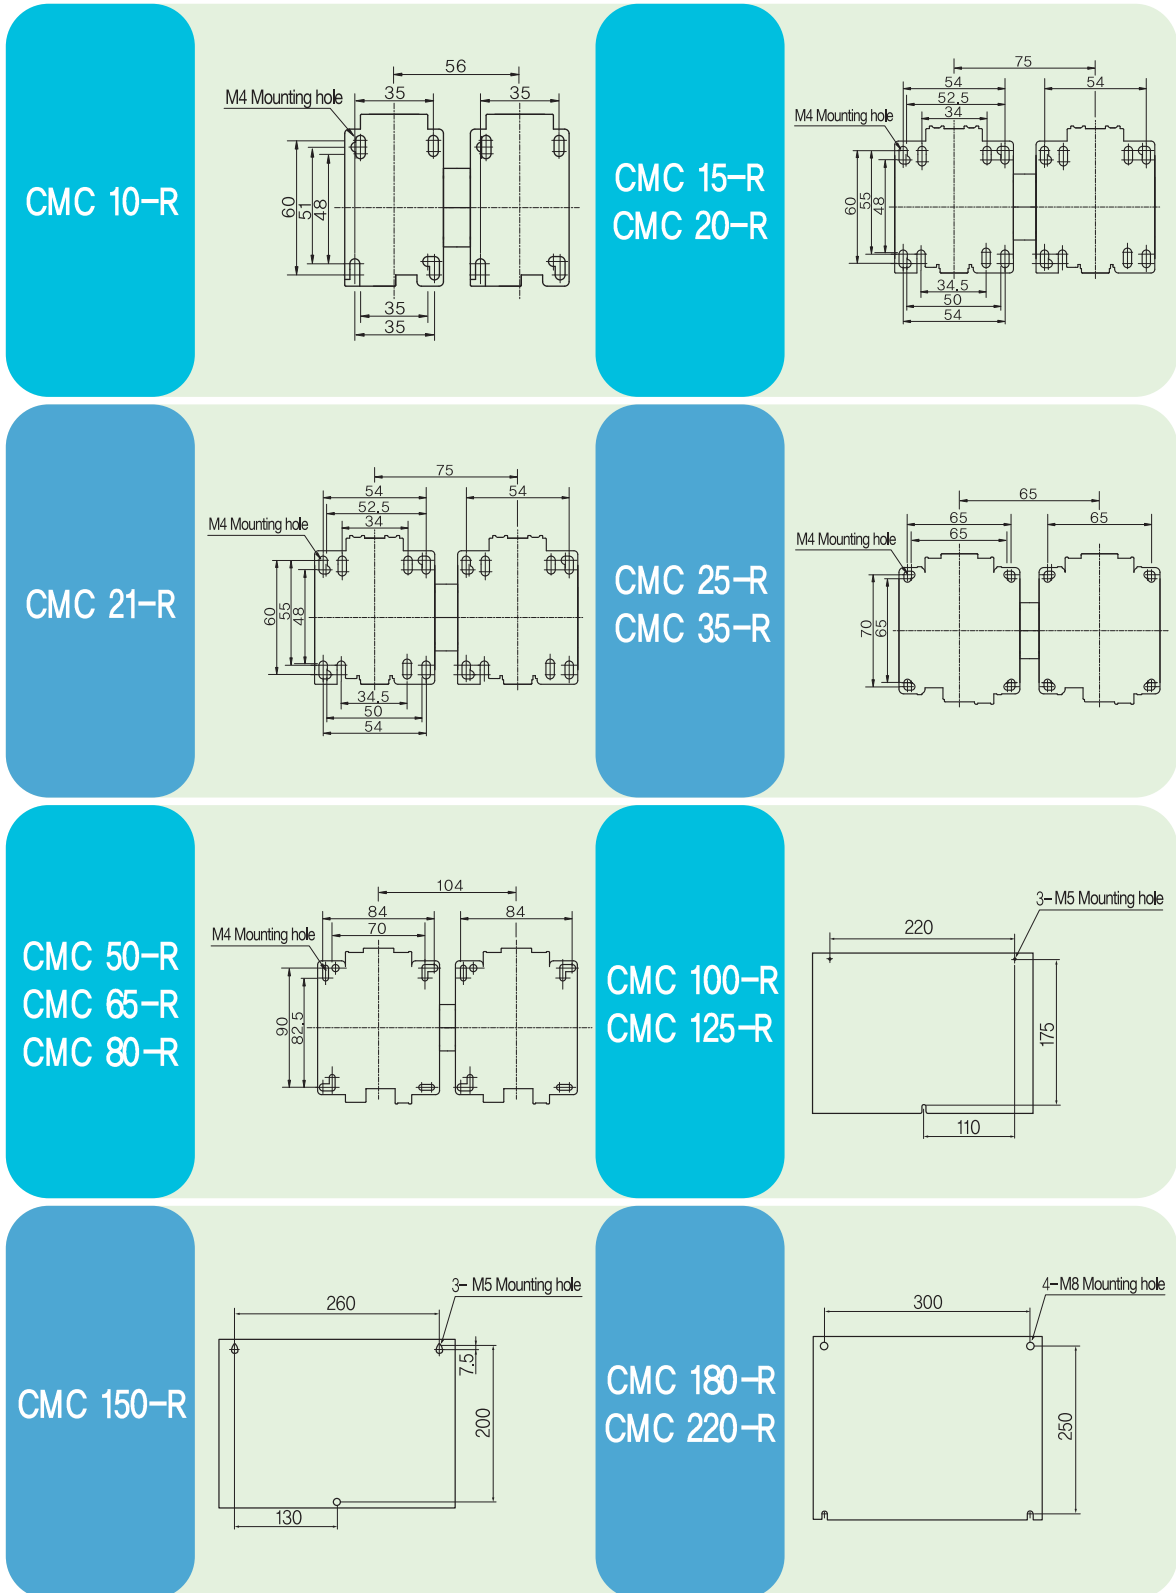 CMC 10-R
56
35
35
M4 Mounting hole
60
51
48
35
35
CMC 15-R
CMC 20-R
75
54
54
52.5
34
M4 Mounting hole
60
55
48
34.5
50
54
CMC 21-R
75
54
54
52.5
34
M4 Mounting hole
60
55
48
34.5
50
54
CMC 25-R
CMC 35-R
65
65
65
65
M4 Mounting hole
70
65
CMC 50-R
CMC 65-R
CMC 80-R
104
84
84
70
M4 Mounting hole
90
82.5
CMC 100-R
CMC 125-R
3-M5 Mounting hole
220
175
110
CMC 150-R
3- M5 Mounting hole
260
7.5
200
130
CMC 180-R
CMC 220-R
4-M8 Mounting hole
300
250